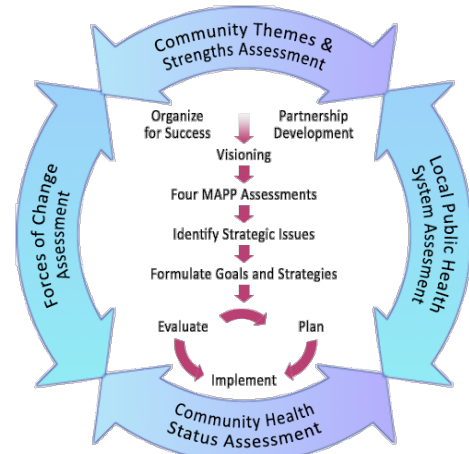 Community Themes &
Strengths Assessment
Organize
for Success
Partnership
Development
Visioning
Four MAPP Assessments
Identify Strategic Issues
Formulate Goals and Strategies
Evaluate
Plan
Implement
Forces of Change
Assessment
Local Public Health
System Assessment
Community Health
Status Assessment